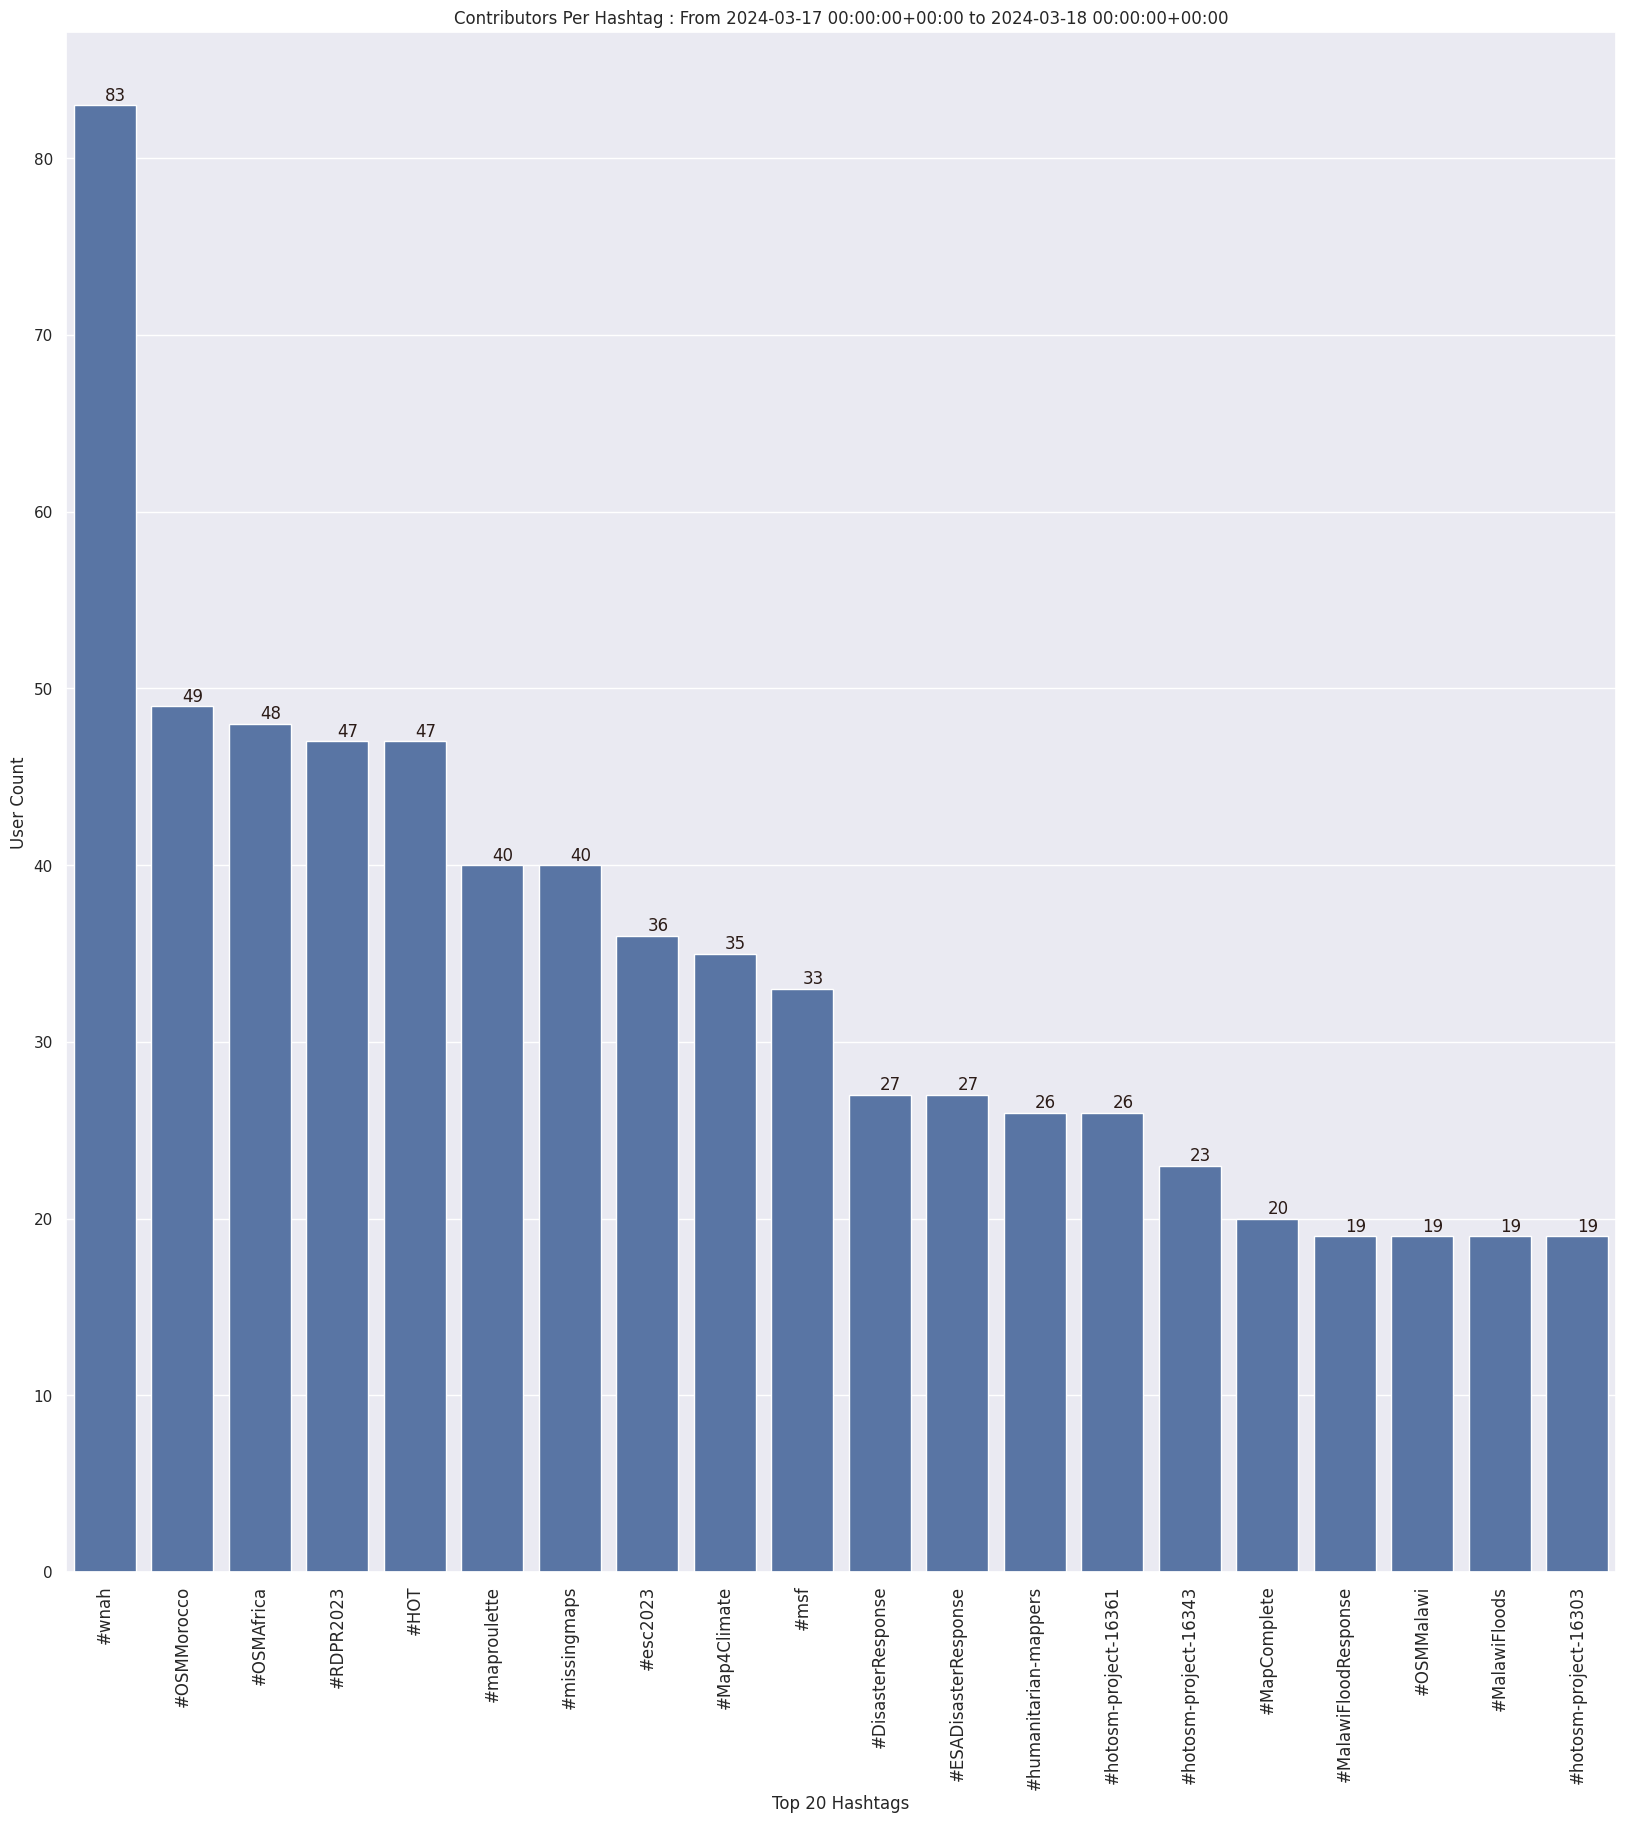 Contributors Per Hashtag : From 2024-03-17 00:00:00+00:00 to 2024-03-18 00:00:00+00:00
83
80
70
60
50
49
48
47
47
User Count
40
40
40
36
35
33
30
27
27
26
26
23
20
20
19
19
19
19
10
0
#wnah
#OSMMorocco
#OSMAfrica
#RDPR2023
#HOT
#maproulette
#missingmaps
#esc2023
#Map4Climate
#msf
#DisasterResponse
#ESADisasterResponse
#humanitarian-mappers
#hotosm-project-16361
#hotosm-project-16343
#MapComplete
#MalawiFloodResponse
#OSMMalawi
#MalawiFloods
#hotosm-project-16303
Top 20 Hashtags